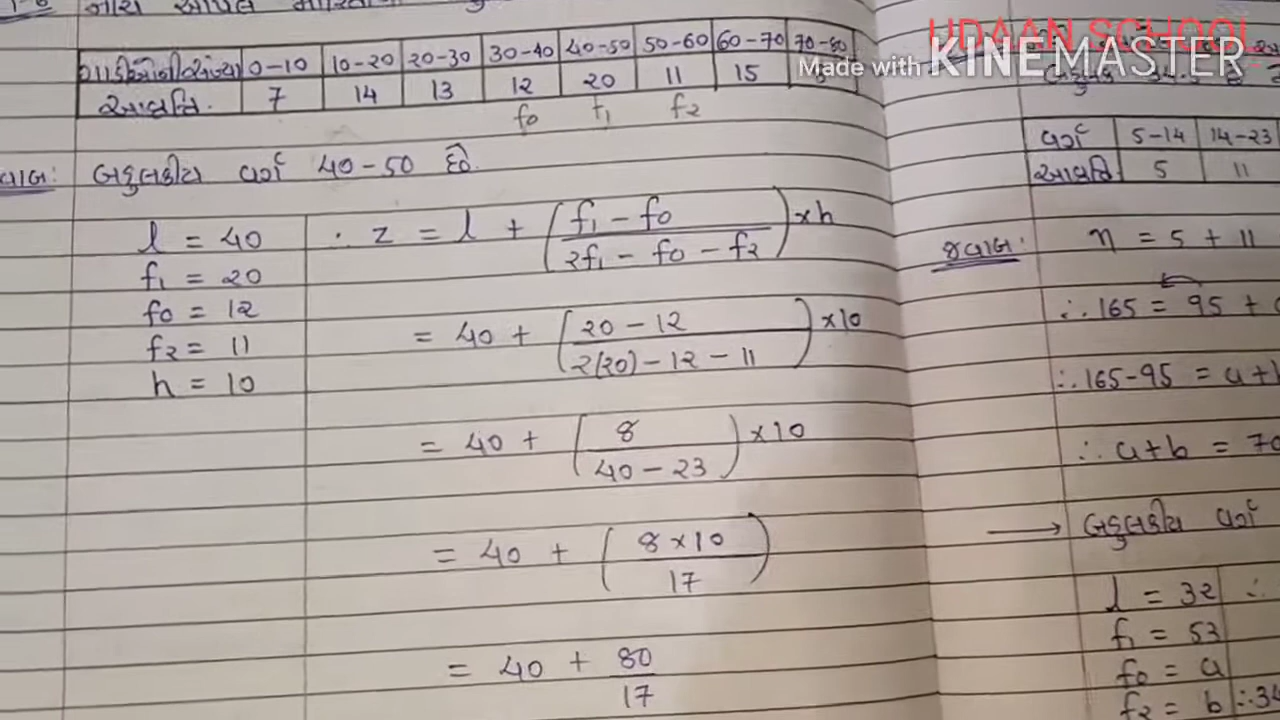 નીચે આપેલ માહિતીનો
ગાડીઓની સંખ્યા 0-10 10-20 20-30 30-40 40-50 50-60 60-70 70-80
આવૃત્તિ. 7 14 13 12 20 11 15
f0 f1 f2
બહુલકીય વર્ગ 40-50 છે.
l = 40
f1 = 20
f0 = 12
f2 = 11
h = 10
∴ z = l + (f1 - f0 / 2f1 - f0 - f2) × h
= 40 + (20 - 12 / 2(20) - 12 - 11) × 10
= 40 + (8 / 40 - 23) × 10
= 40 + (8 × 10 / 17)
= 40 + 80 / 17
UDAAN SCHOOL
Made with KINEMASTER
વર્ગ 5-14 14-23
આવૃત્તિ 5 11
જવાબ:
n = 5 + 11
∴ 165 = 95 +
∴ 165-95 = a+b
∴ a+b = 70
→ બહુલકીય વર્ગ
l = 32 ∴
f1 = 53
f0 = a
f2 = b ∴ 34